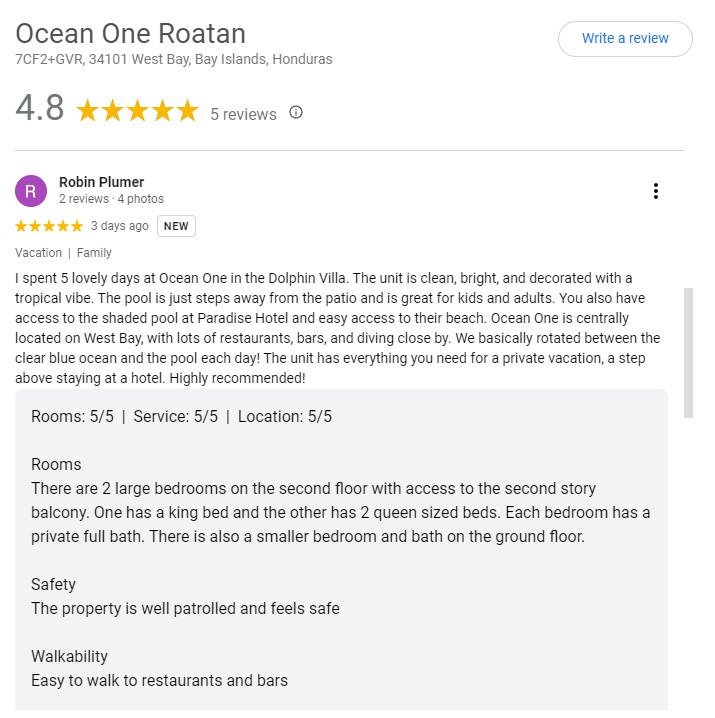 Ocean One Roatan
Write a review
7CF2+GVR, 34101 West Bay, Bay Islands, Honduras
4.8
5 reviews
R
Robin Plumer
2 reviews · 4 photos
3 days ago
NEW
Vacation | Family
I spent 5 lovely days at Ocean One in the Dolphin Villa. The unit is clean, bright, and decorated with a
tropical vibe. The pool is just steps away from the patio and is great for kids and adults. You also have
access to the shaded pool at Paradise Hotel and easy access to their beach. Ocean One is centrally
located on West Bay, with lots of restaurants, bars, and diving close by. We basically rotated between the
clear blue ocean and the pool each day! The unit has everything you need for a private vacation, a step
above staying at a hotel. Highly recommended!
Rooms: 5/5 | Service: 5/5 | Location: 5/5
Rooms
There are 2 large bedrooms on the second floor with access to the second story
balcony. One has a king bed and the other has 2 queen sized beds. Each bedroom has a
private full bath. There is also a smaller bedroom and bath on the ground floor.
Safety
The property is well patrolled and feels safe
Walkability
Easy to walk to restaurants and bars